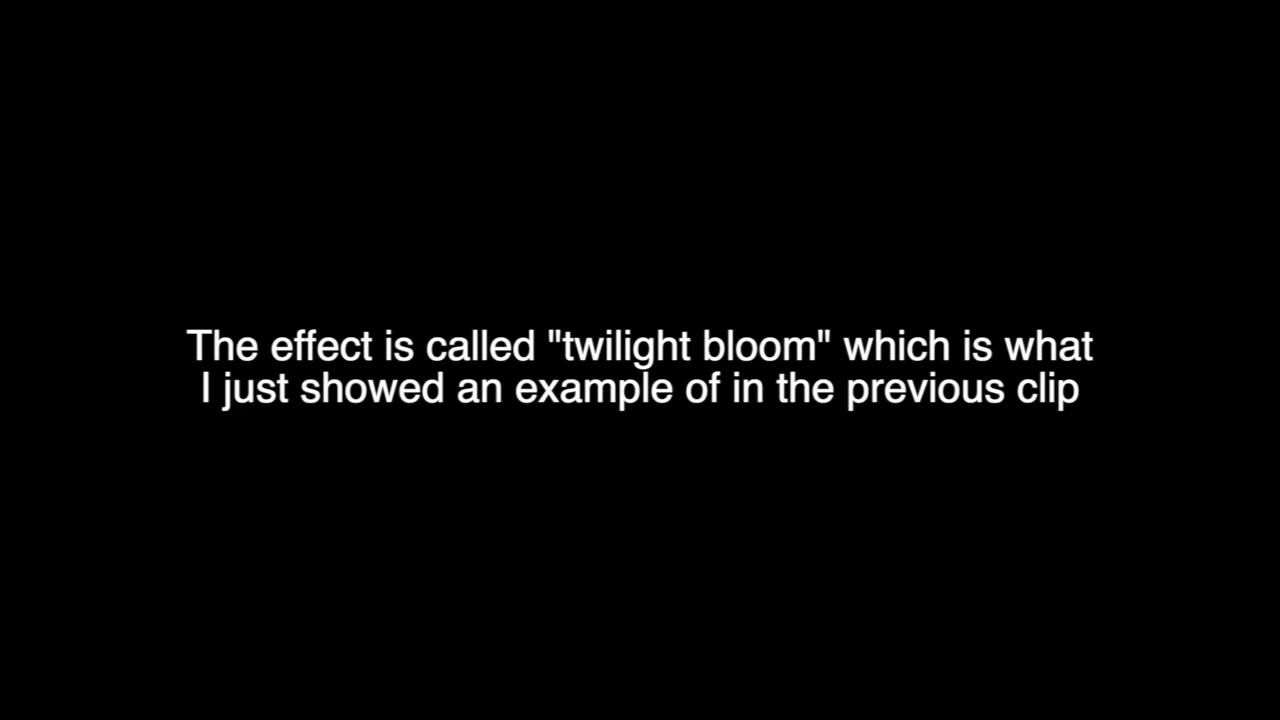 The effect is called "twilight bloom" which is what
I just showed an example of in the previous clip